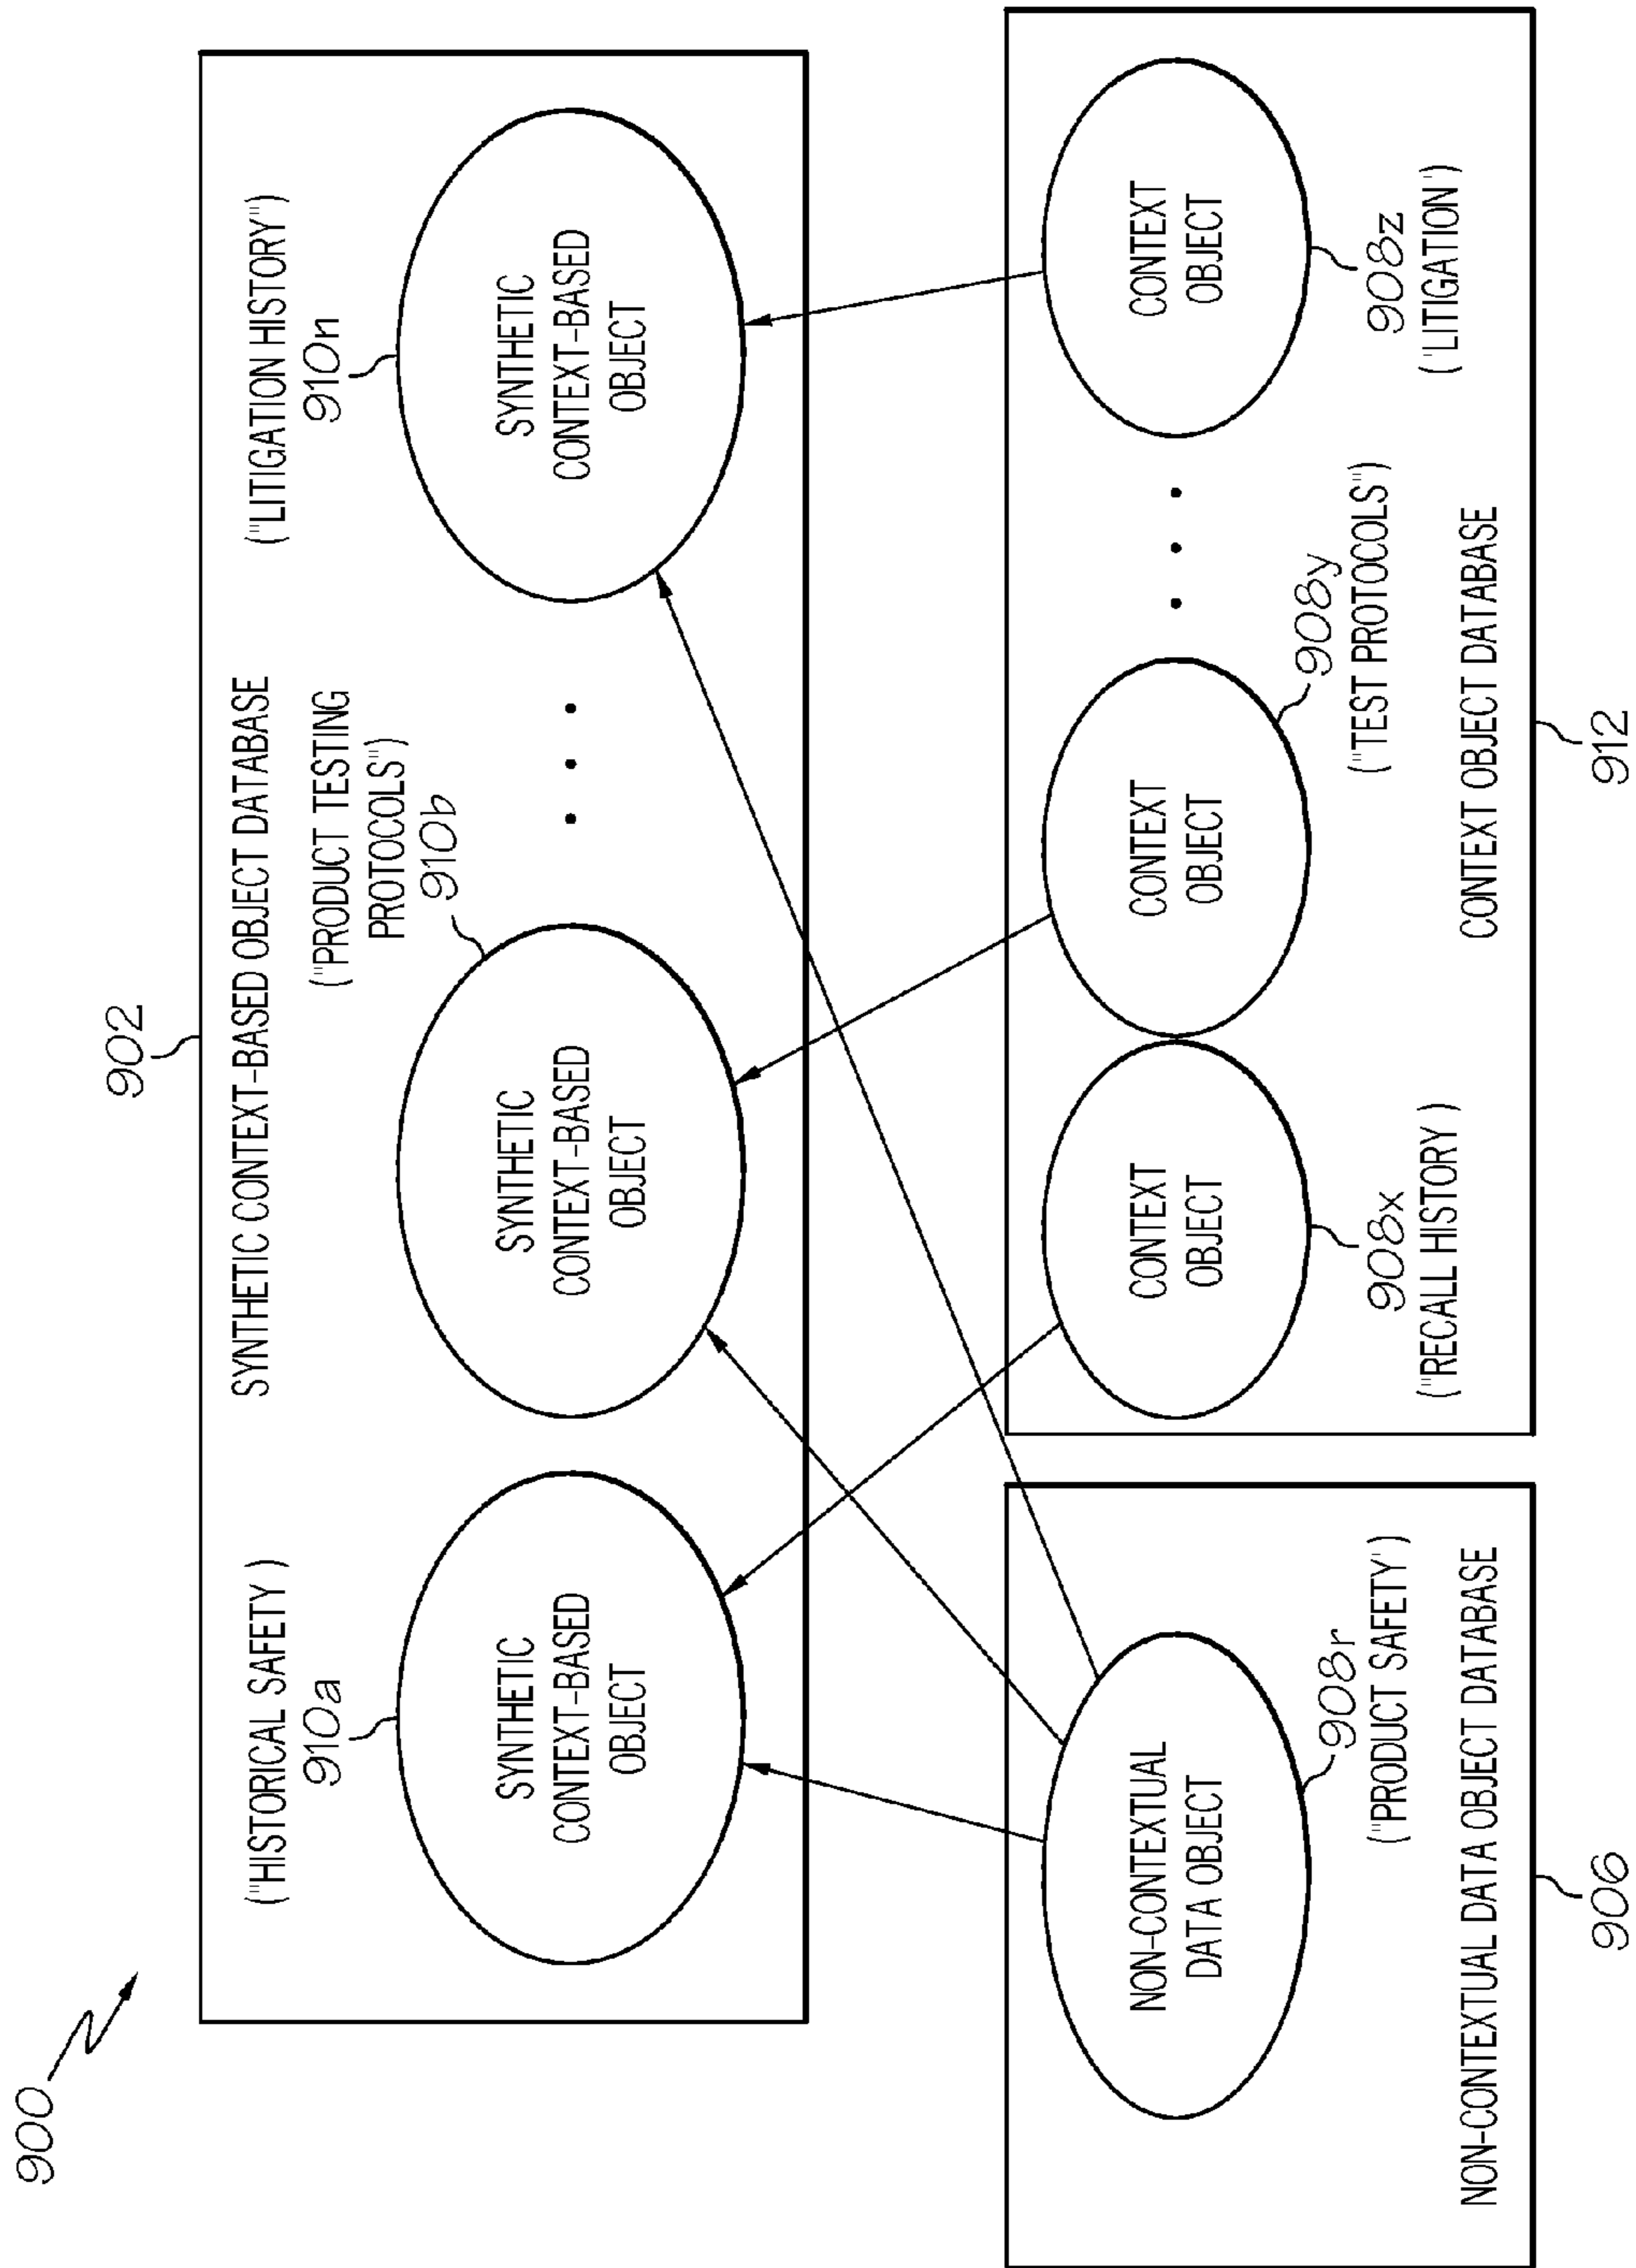 900
902
SYNTHETIC CONTEXT-BASED OBJECT DATABASE
("HISTORICAL SAFETY )
910a
("PRODUCT TESTING
PROTOCOLS")
910b
("LITIGATION HISTORY")
910n
SYNTHETIC
CONTEXT-BASED
OBJECT
SYNTHETIC
CONTEXT-BASED
OBJECT
SYNTHETIC
CONTEXT-BASED
OBJECT
NON-CONTEXTUAL
DATA OBJECT
908r
("PRODUCT SAFETY')
NON-CONTEXTUAL DATA OBJECT DATABASE
906
CONTEXT
OBJECT
908x
("RECALL HISTORY )
CONTEXT
OBJECT
908y
("TEST PROTOCOLS")
CONTEXT
OBJECT
908z
('LITIGATION')
CONTEXT OBJECT DATABASE
912